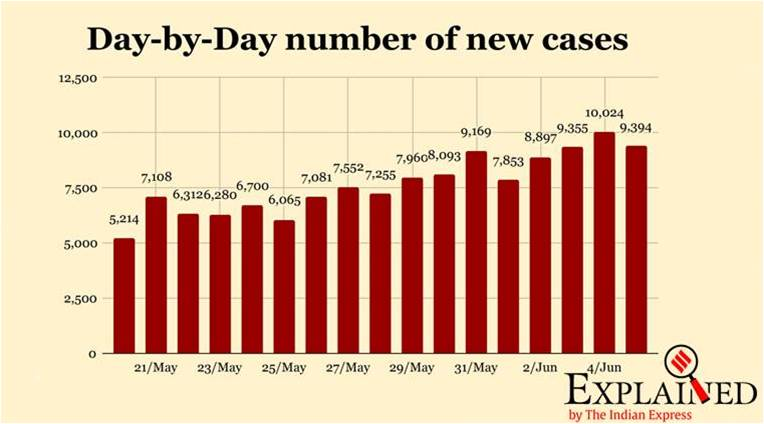 Day-by-Day number of new cases
12,500
10,000
7,500
5,000
2,500
0
5,214
7,108
6,312
6,280
6,700
6,065
7,081
7,552
7,255
7,960
8,093
9,169
7,853
8,897
9,355
10,024
9,394
21/May
23/May
25/May
27/May
29/May
31/May
2/Jun
4/Jun
EXPLAINED
by The Indian Express